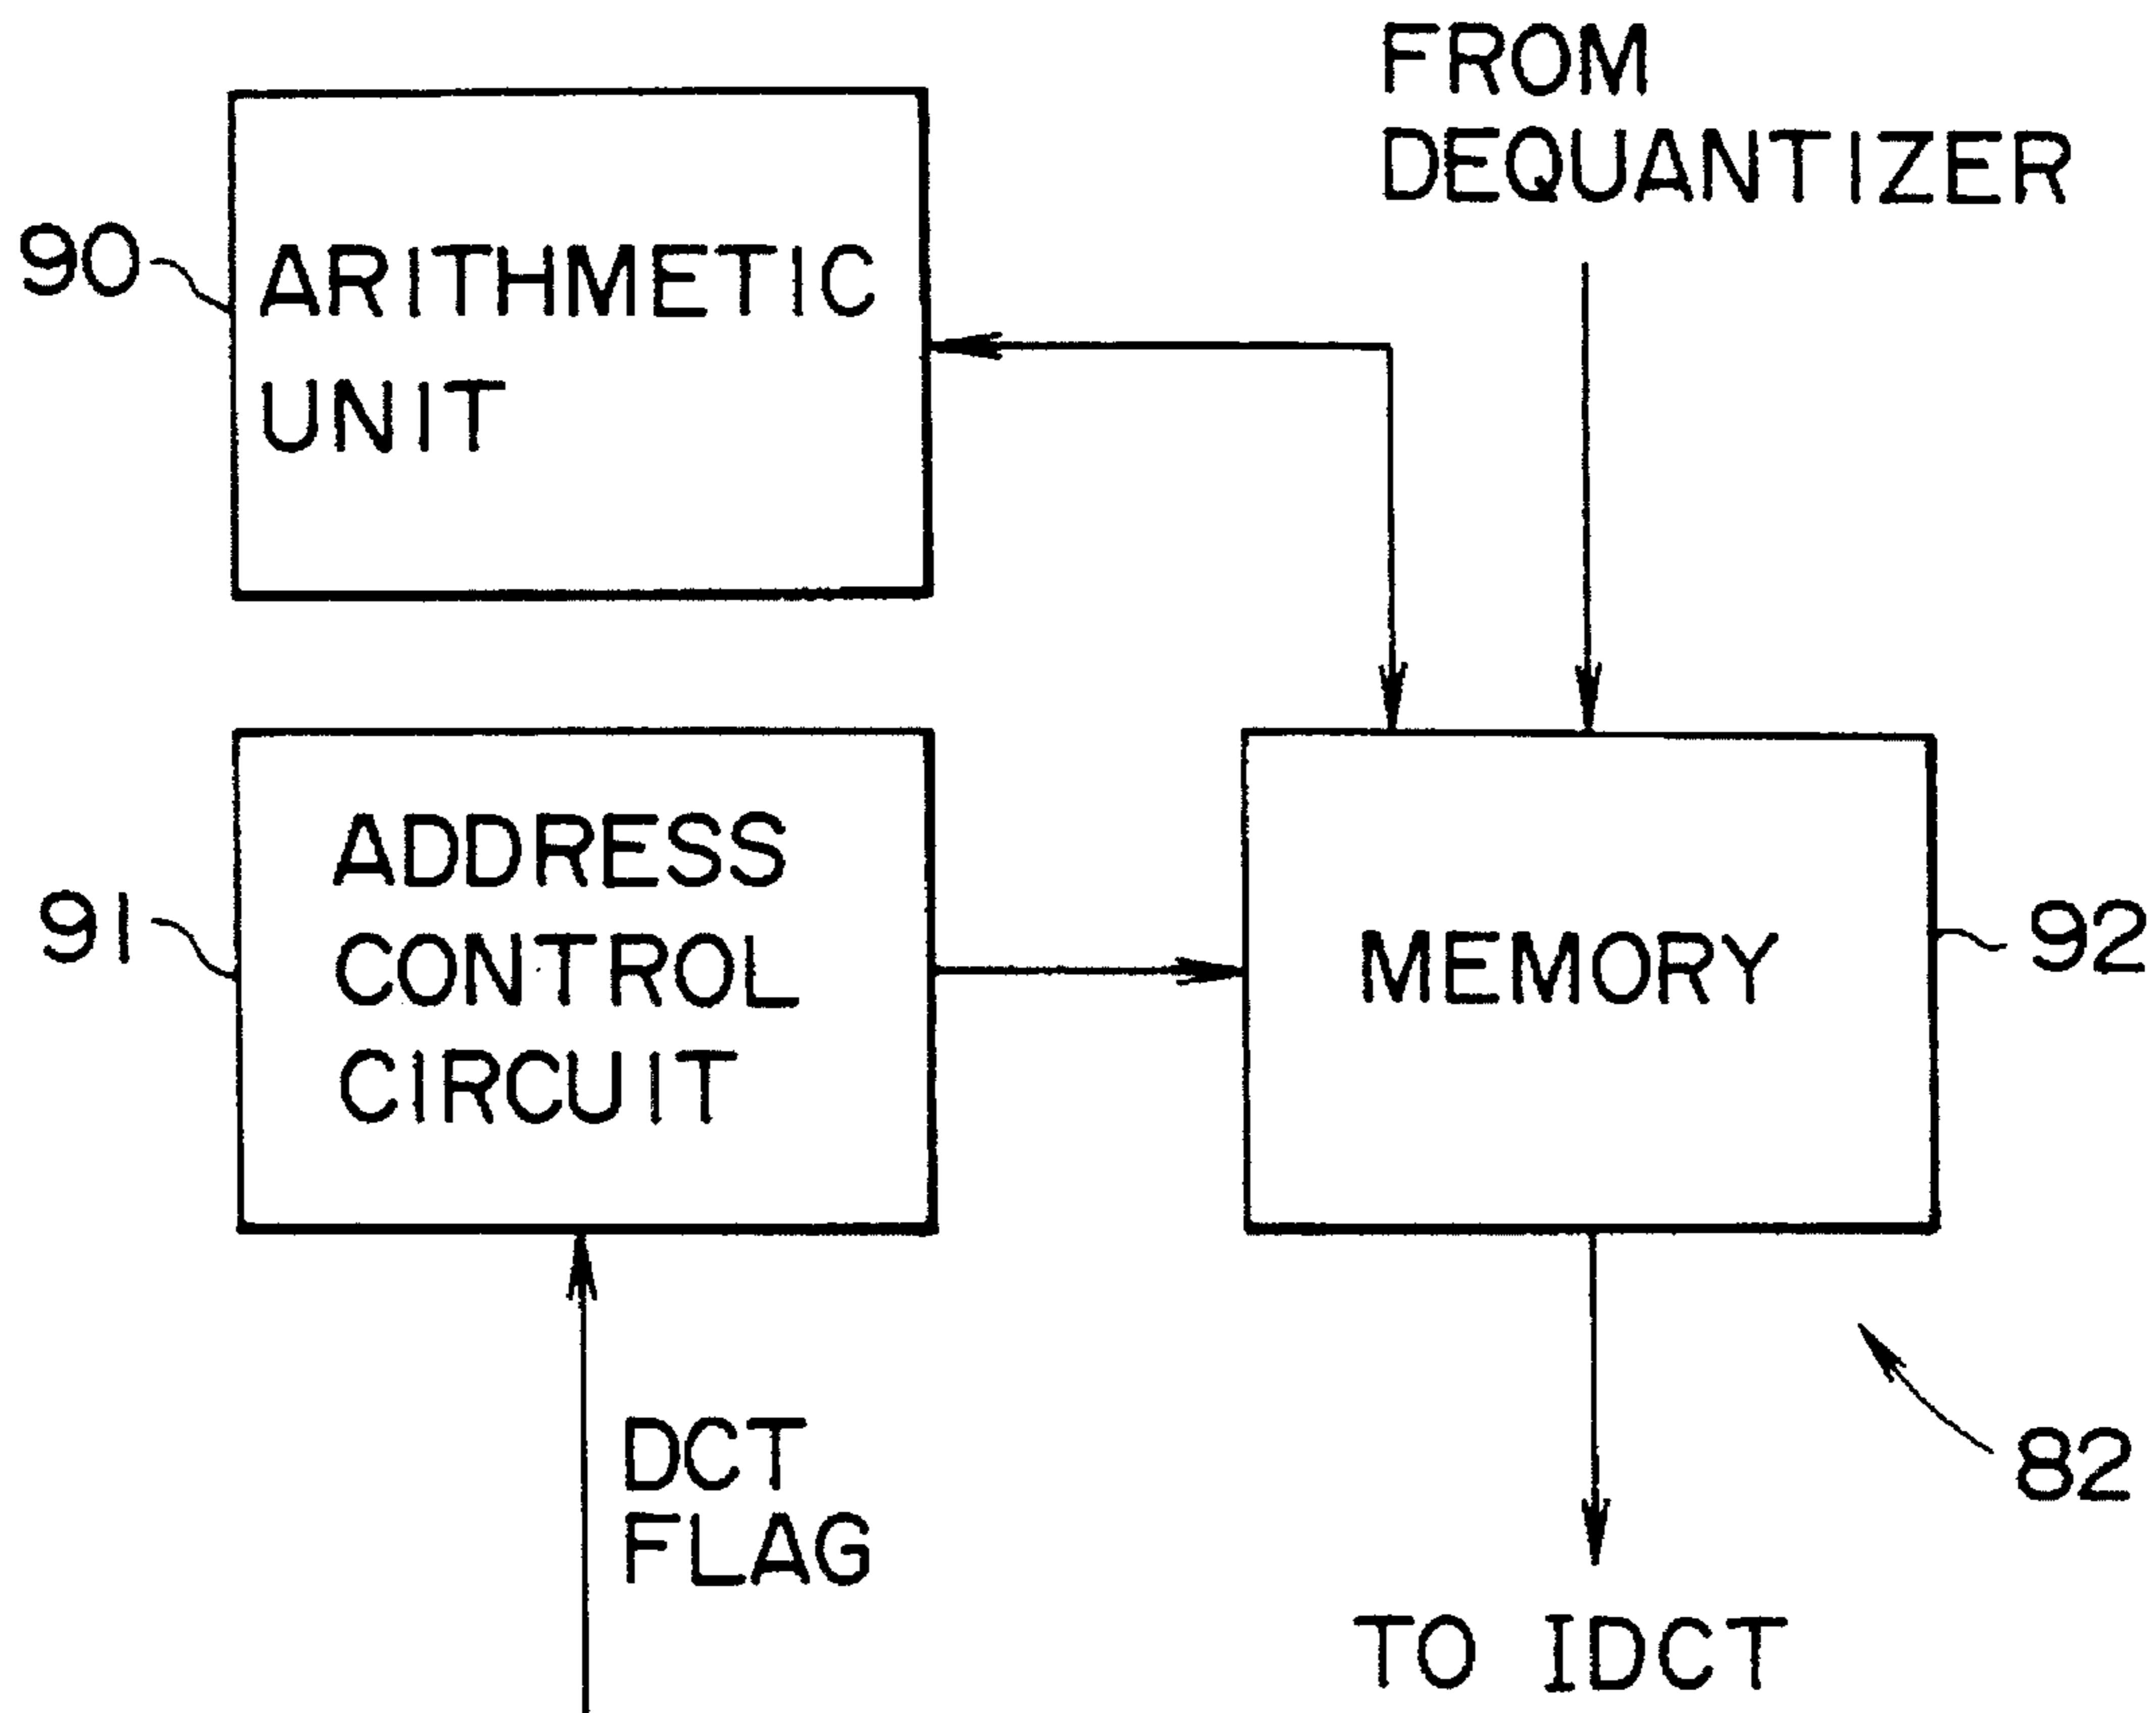 FROM
DEQUANTIZER
90
ARITHMETIC
UNIT
ADDRESS
CONTROL
CIRCUIT
91
MEMORY
92
DCT
FLAG
82
TO IDCT